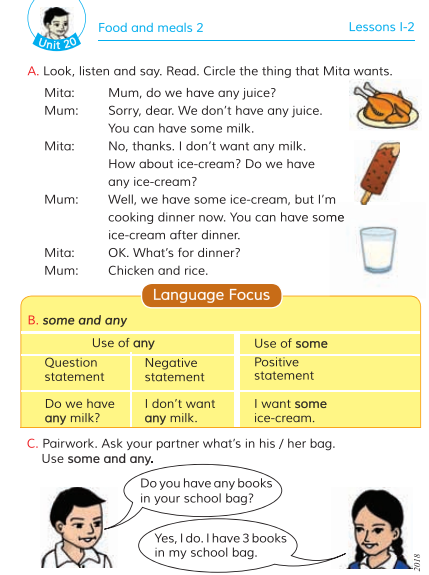 Unit 20
Food and meals 2
Lessons 1-2
A. Look, listen and say. Read. Circle the thing that Mita wants.
Mita: Mum, do we have any juice?
Mum: Sorry, dear. We don't have any juice.
You can have some milk.
Mita: No, thanks. I don't want any milk.
How about ice-cream? Do we have
any ice-cream?
Mum: Well, we have some ice-cream, but I'm
cooking dinner now. You can have some
ice-cream after dinner.
Mita: OK. What's for dinner?
Mum: Chicken and rice.
Language Focus
B. some and any
Use of any
Use of some
Question
statement
Negative
statement
Positive
statement
Do we have
any milk?
I don't want
any milk.
I want some
ice-cream.
C. Pairwork. Ask your partner what's in his / her bag.
Use some and any.
Do you have any books
in your school bag?
Yes, I do. I have 3 books
in my school bag.
2018